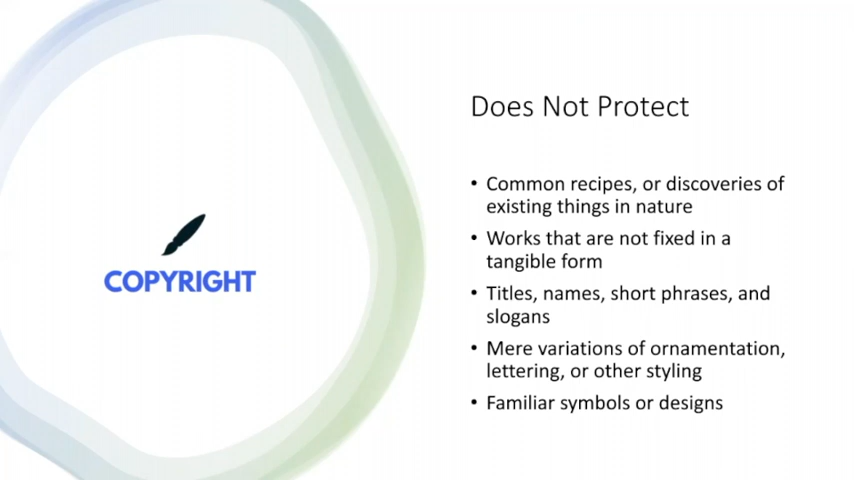 COPYRIGHT
Does Not Protect
• Common recipes, or discoveries of
existing things in nature
• Works that are not fixed in a
tangible form
• Titles, names, short phrases, and
slogans
• Mere variations of ornamentation,
lettering, or other styling
• Familiar symbols or designs